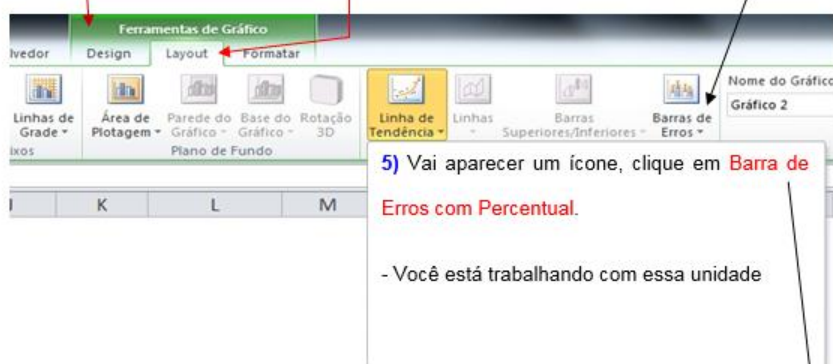 Ferramentas de Gráfico
lvedor Design Layout Formatar
Linhas de Grade
Área de Plotagem
Parede do Gráfico
Base do Gráfico
Rotação 3D
Linha de Tendência
Linhas
Barras Superiores/Inferiores
Barras de Erros
Nome do Gráfico
Gráfico 2
ixos
Plano de Fundo
5) Vai aparecer um ícone, clique em Barra de
Erros com Percentual.
- Você está trabalhando com essa unidade
K L M